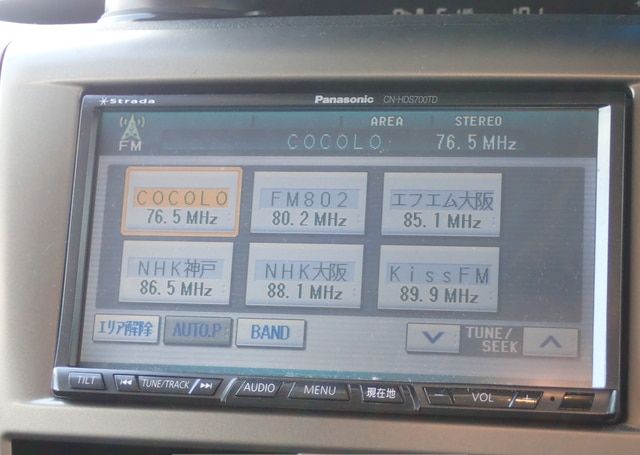 Strada Panasonic CN-HDS700TD
FM AREA STEREO
COCOLO 76.5 MHz
COCOLO FM802 エフエム大阪
76.5 MHz 80.2 MHz 85.1 MHz
NHK神戸 NHK大阪 KissFM
86.5 MHz 88.1 MHz 89.9 MHz
エリア解除 AUTO.P BAND TUNE/
SEEK
TILT TUNE/TRACK AUDIO MENU 現在地 - VOL +